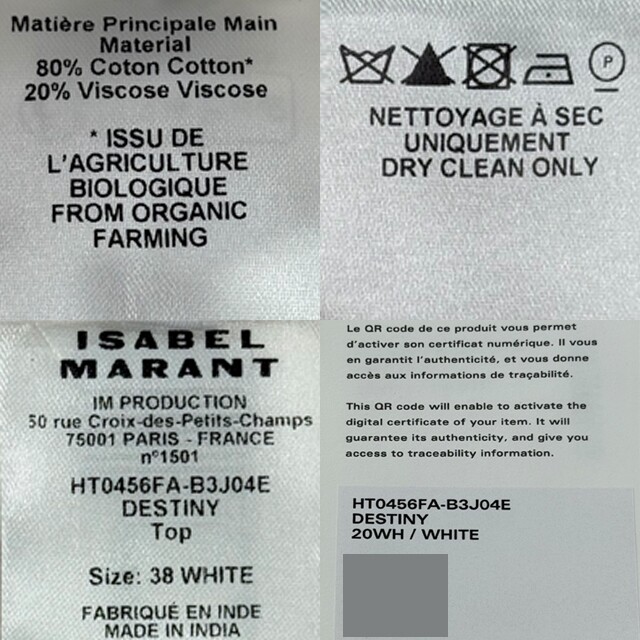 Matière Principale Main
Material
80% Coton Cotton*
20% Viscose Viscose
* ISSU DE
L'AGRICULTURE
BIOLOGIQUE
FROM ORGANIC
FARMING
P
NETTOYAGE À SEC
UNIQUEMENT
DRY CLEAN ONLY
ISABEL
MARANT
IM PRODUCTION
50 rue Croix-des-Petits-Champs
75001 PARIS - FRANCE
n°1501
HT0456FA-B3J04E
DESTINY
Top
Size: 38 WHITE
FABRIQUÉ EN INDE
MADE IN INDIA
Le QR code de ce produit vous permet
d'activer son certificat numérique. Il vous
en garantit l'authenticité, et vous donne
accès aux informations de traçabilité.
This QR code will enable to activate the
digital certificate of your item. It will
guarantee its authenticity, and give you
access to traceability information.
HT0456FA-B3J04E
DESTINY
20WH / WHITE